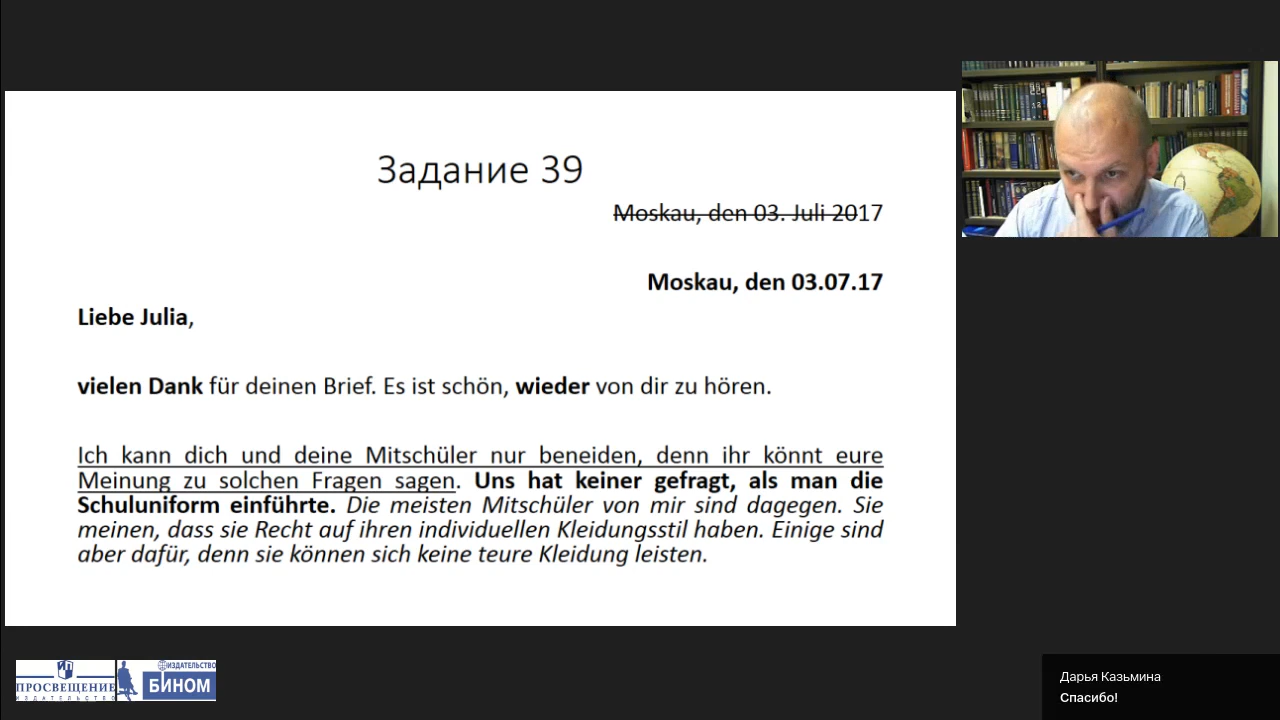 Задание 39
Moskau, den 03. Juli 2017
Moskau, den 03.07.17
Liebe Julia,
vielen Dank für deinen Brief. Es ist schön, wieder von dir zu hören.
Ich kann dich und deine Mitschüler nur beneiden, denn ihr könnt eure
Meinung zu solchen Fragen sagen. Uns hat keiner gefragt, als man die
Schuluniform einführte. Die meisten Mitschüler von mir sind dagegen. Sie
meinen, dass sie Recht auf ihren individuellen Kleidungsstil haben. Einige sind
aber dafür, denn sie können sich keine teure Kleidung leisten.
ПРОСВЕЩЕНИЕ
ИЗДАТЕЛЬСТВО
ИЗДАТЕЛЬСТВО
БИНОМ
Дарья Казьмина
Спасибо!